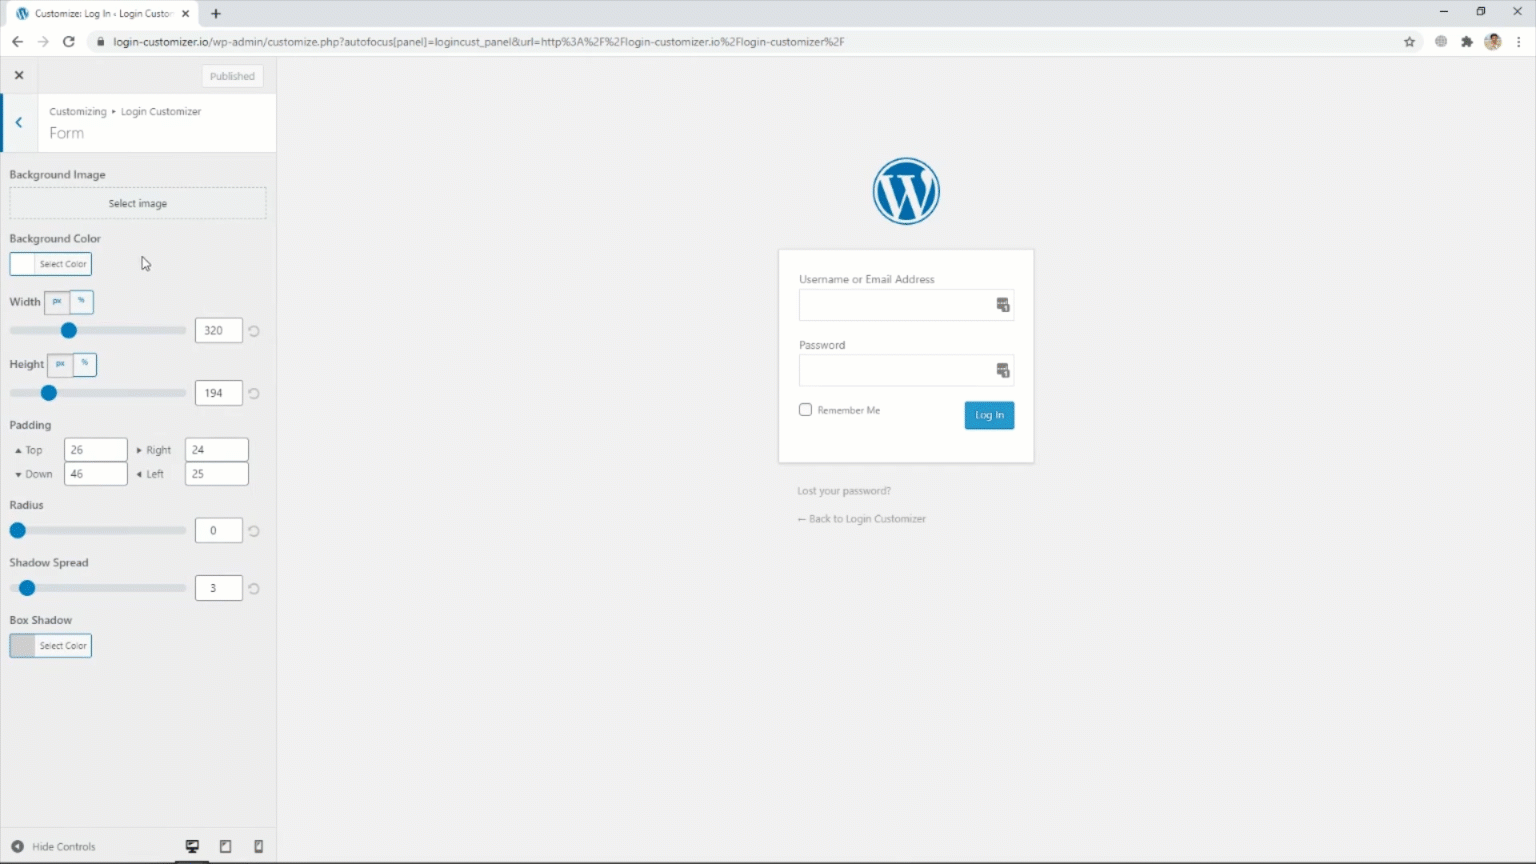 Customize: Log In ‹ Login Custor
login-customizer.io/wp-admin/customize.php?autofocus[panel]=logincust_panel&url=http%3A%2F%2Flogin-customizer.io%2Flogin-customizer%2F
Published
Customizing ▸ Login Customizer
Form
Background Image
Select image
Background Color
Select Color
Width px %
320
Height px %
194
Padding
Top 26 Right 24
Down 46 Left 25
Radius
0
Shadow Spread
3
Box Shadow
Select Color
Hide Controls
Username or Email Address
Password
Remember Me
Log In
Lost your password?
← Back to Login Customizer